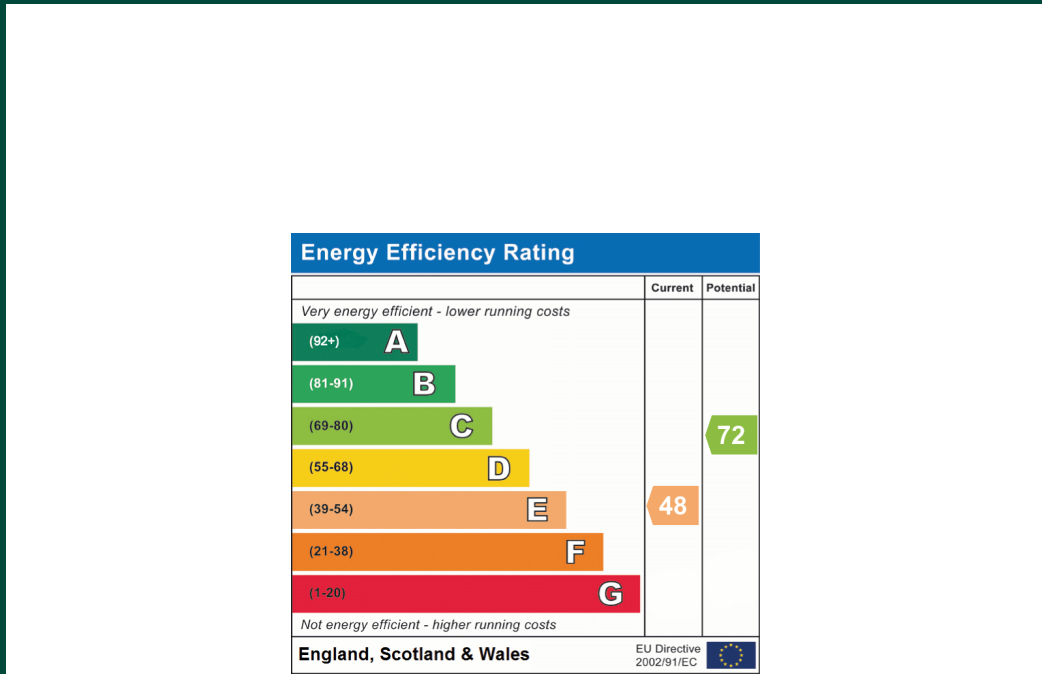 Energy Efficiency Rating
Current Potential
Very energy efficient - lower running costs
(92+) A
(81-91) B
(69-80) C
72
(55-68) D
(39-54) E
48
(21-38) F
(1-20) G
Not energy efficient - higher running costs
England, Scotland & Wales
EU Directive
2002/91/EC